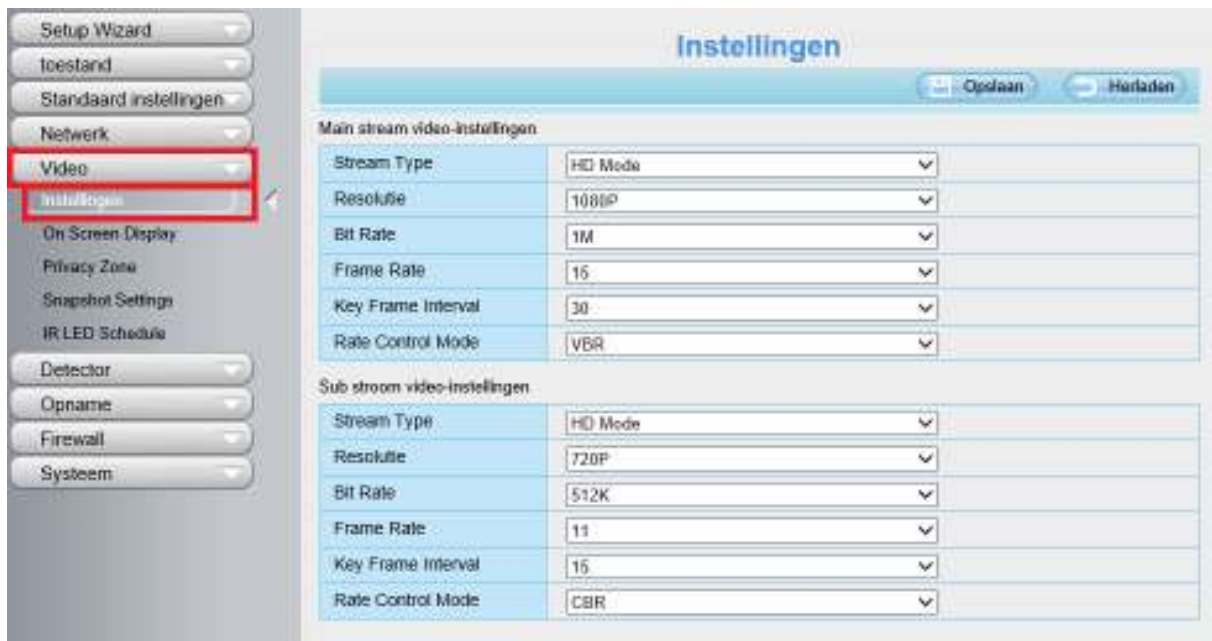 Setup Wizard
toestand
Standaard instellingen
Netwerk
Video
Instellingen
On Screen Display
Privacy Zone
Snapshot Settings
IR LED Schedule
Detector
Opname
Firewall
Systeem
Instellingen
Opslaan Herladen
Main stream video-instellingen
Stream Type HD Mode
Resolutie 1080P
Bit Rate 1M
Frame Rate 15
Key Frame Interval 30
Rate Control Mode VBR
Sub stroom video-instellingen
Stream Type HD Mode
Resolutie 720P
Bit Rate 512K
Frame Rate 11
Key Frame Interval 15
Rate Control Mode CBR